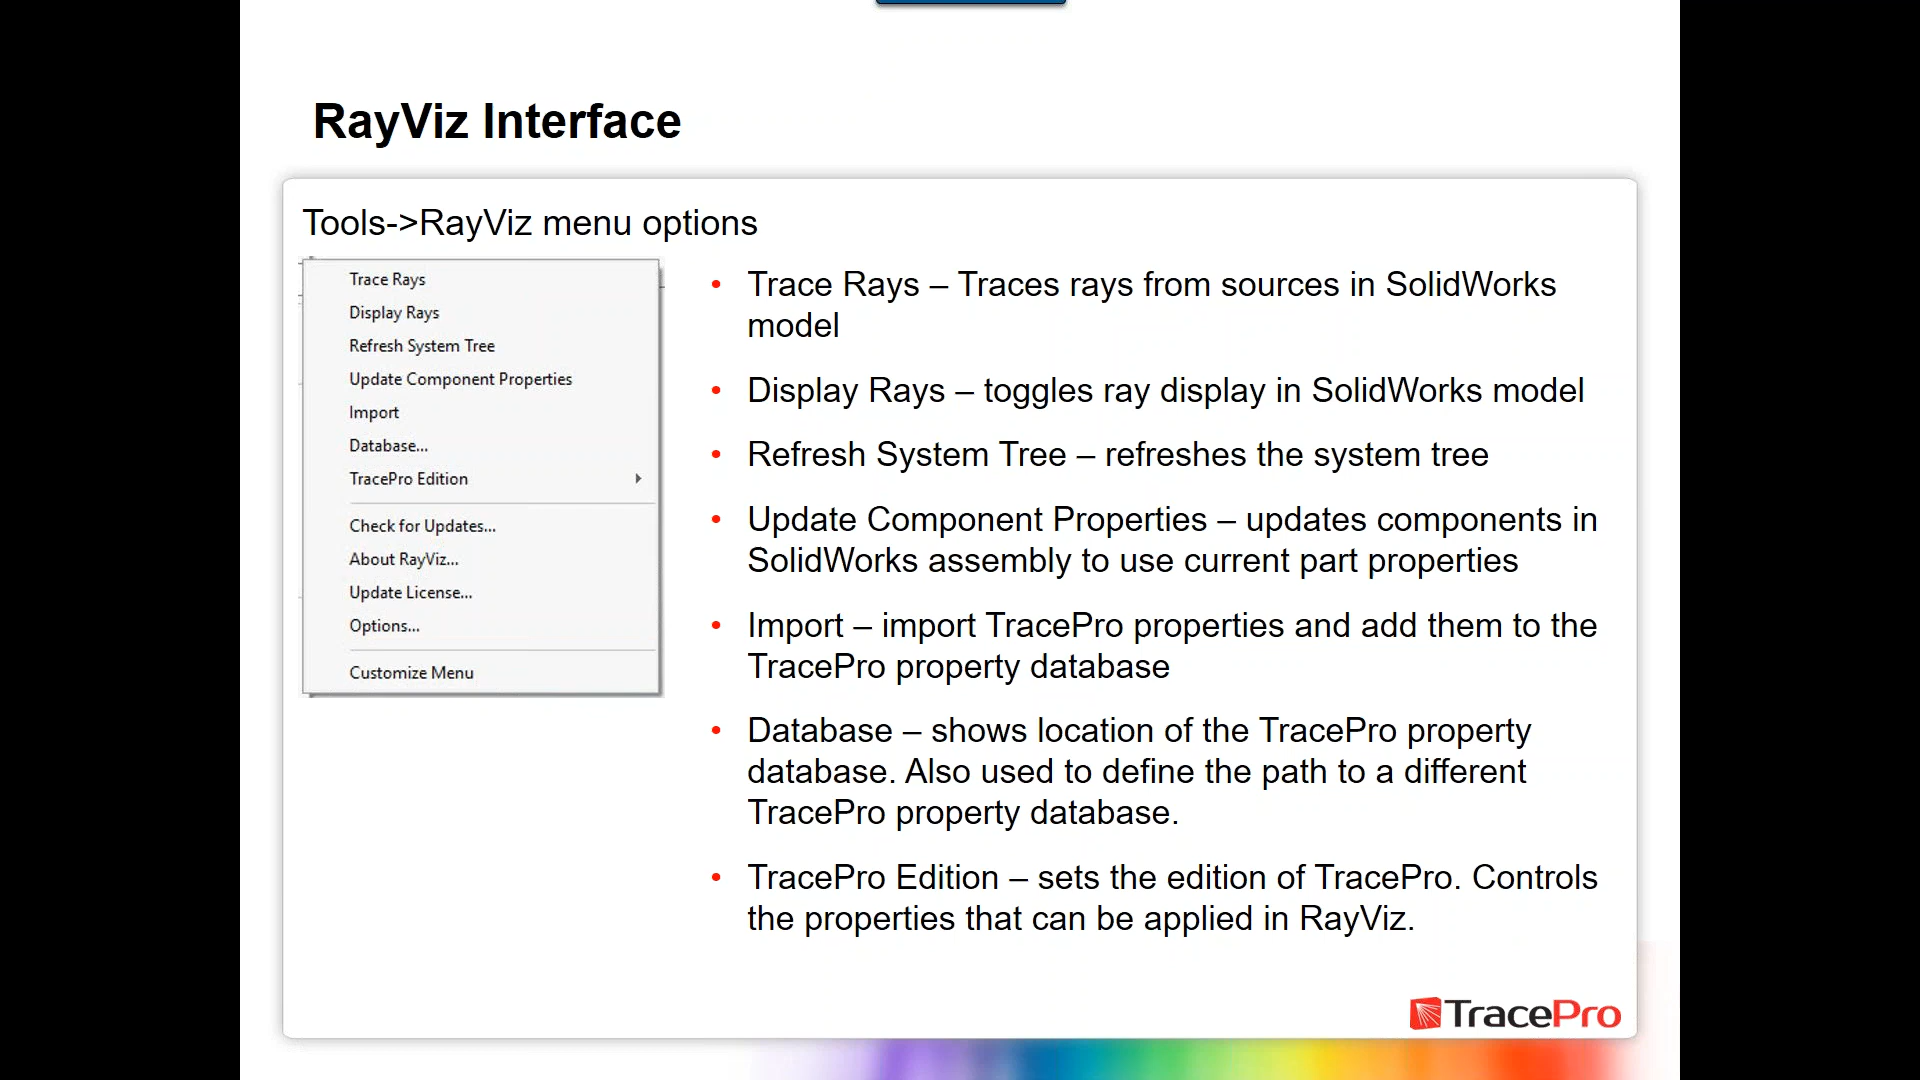 RayViz Interface
Tools->RayViz menu options
Trace Rays
Display Rays
Refresh System Tree
Update Component Properties
Import
Database...
TracePro Edition
Check for Updates...
About RayViz...
Update License...
Options...
Customize Menu
• Trace Rays – Traces rays from sources in SolidWorks
model
• Display Rays – toggles ray display in SolidWorks model
• Refresh System Tree – refreshes the system tree
• Update Component Properties – updates components in
SolidWorks assembly to use current part properties
• Import – import TracePro properties and add them to the
TracePro property database
• Database – shows location of the TracePro property
database. Also used to define the path to a different
TracePro property database.
• TracePro Edition – sets the edition of TracePro. Controls
the properties that can be applied in RayViz.
TracePro